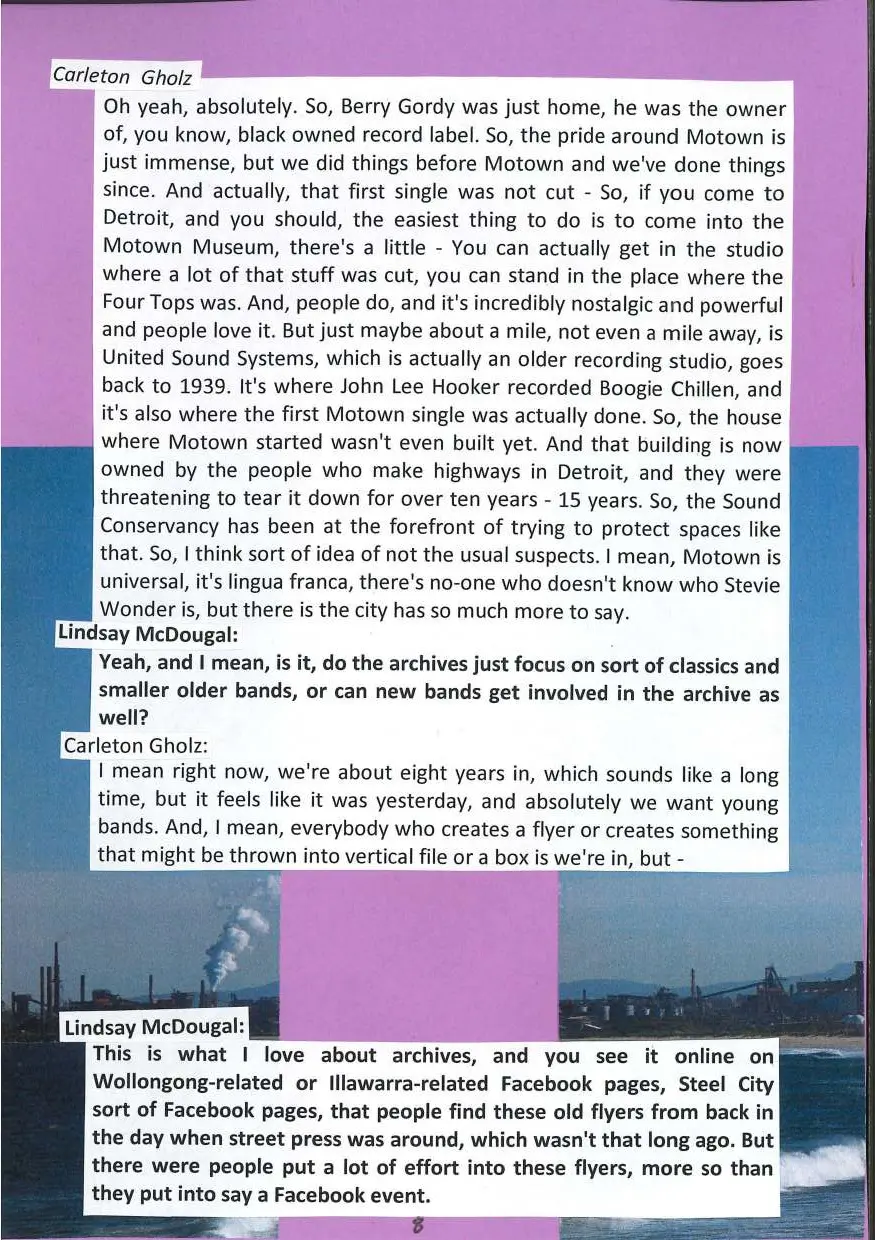 Carleton Gholz
Oh yeah, absolutely. So, Berry Gordy was just home, he was the owner
of, you know, black owned record label. So, the pride around Motown is
just immense, but we did things before Motown and we've done things
since. And actually, that first single was not cut - So, if you come to
Detroit, and you should, the easiest thing to do is to come into the
Motown Museum, there's a little - You can actually get in the studio
where a lot of that stuff was cut, you can stand in the place where the
Four Tops was. And, people do, and it's incredibly nostalgic and powerful
and people love it. But just maybe about a mile, not even a mile away, is
United Sound Systems, which is actually an older recording studio, goes
back to 1939. It's where John Lee Hooker recorded Boogie Chillen, and
it's also where the first Motown single was actually done. So, the house
where Motown started wasn't even built yet. And that building is now
owned by the people who make highways in Detroit, and they were
threatening to tear it down for over ten years - 15 years. So, the Sound
Conservancy has been at the forefront of trying to protect spaces like
that. So, I think sort of idea of not the usual suspects. I mean, Motown is
universal, it's lingua franca, there's no-one who doesn't know who Stevie
Wonder is, but there is the city has so much more to say.
Lindsay McDougal:
Yeah, and I mean, is it, do the archives just focus on sort of classics and
smaller older bands, or can new bands get involved in the archive as
well?
Carleton Gholz:
I mean right now, we're about eight years in, which sounds like a long
time, but it feels like it was yesterday, and absolutely we want young
bands. And, I mean, everybody who creates a flyer or creates something
that might be thrown into vertical file or a box is we're in, but -
Lindsay McDougal:
This is what I love about archives, and you see it online on
Wollongong-related or Illawarra-related Facebook pages, Steel City
sort of Facebook pages, that people find these old flyers from back in
the day when street press was around, which wasn't that long ago. But
there were people put a lot of effort into these flyers, more so than
they put into say a Facebook event.
8